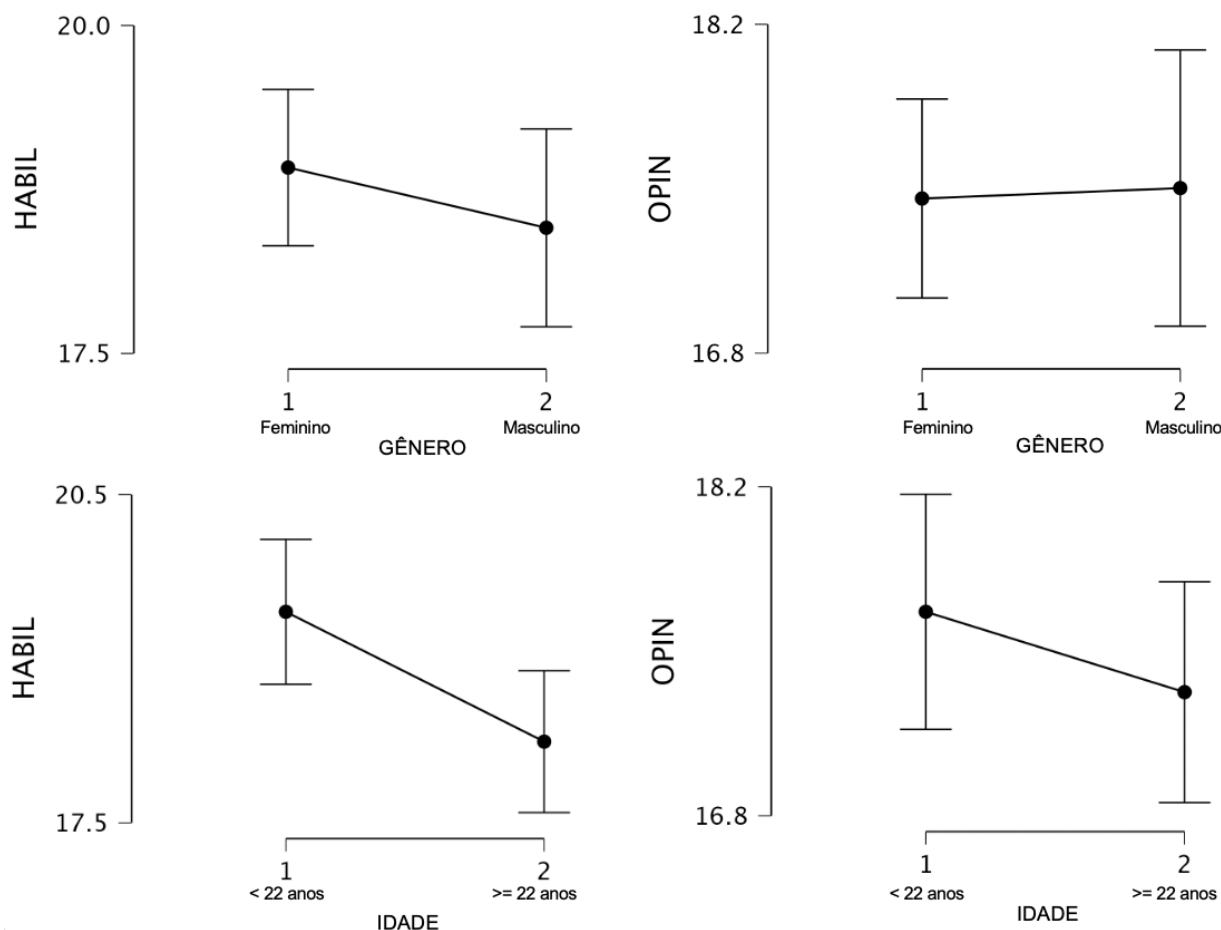 20.0
HABIL
17.5
1 2
Feminino Masculino
GÊNERO
18.2
OPIN
16.8
1 2
Feminino Masculino
GÊNERO
20.5
HABIL
17.5
1 2
< 22 anos >= 22 anos
IDADE
18.2
OPIN
16.8
1 2
< 22 anos >= 22 anos
IDADE